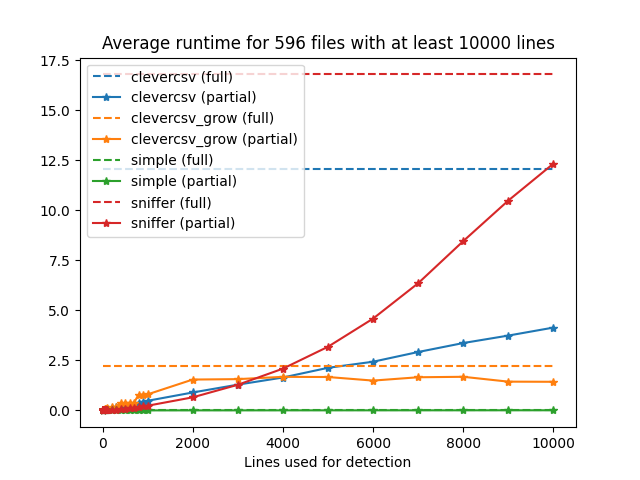 Average runtime for 596 files with at least 10000 lines
17.5
15.0
12.5
10.0
7.5
5.0
2.5
0.0
clevercsv (full)
clevercsv (partial)
clevercsv_grow (full)
clevercsv_grow (partial)
simple (full)
simple (partial)
sniffer (full)
sniffer (partial)
0 2000 4000 6000 8000 10000
Lines used for detection